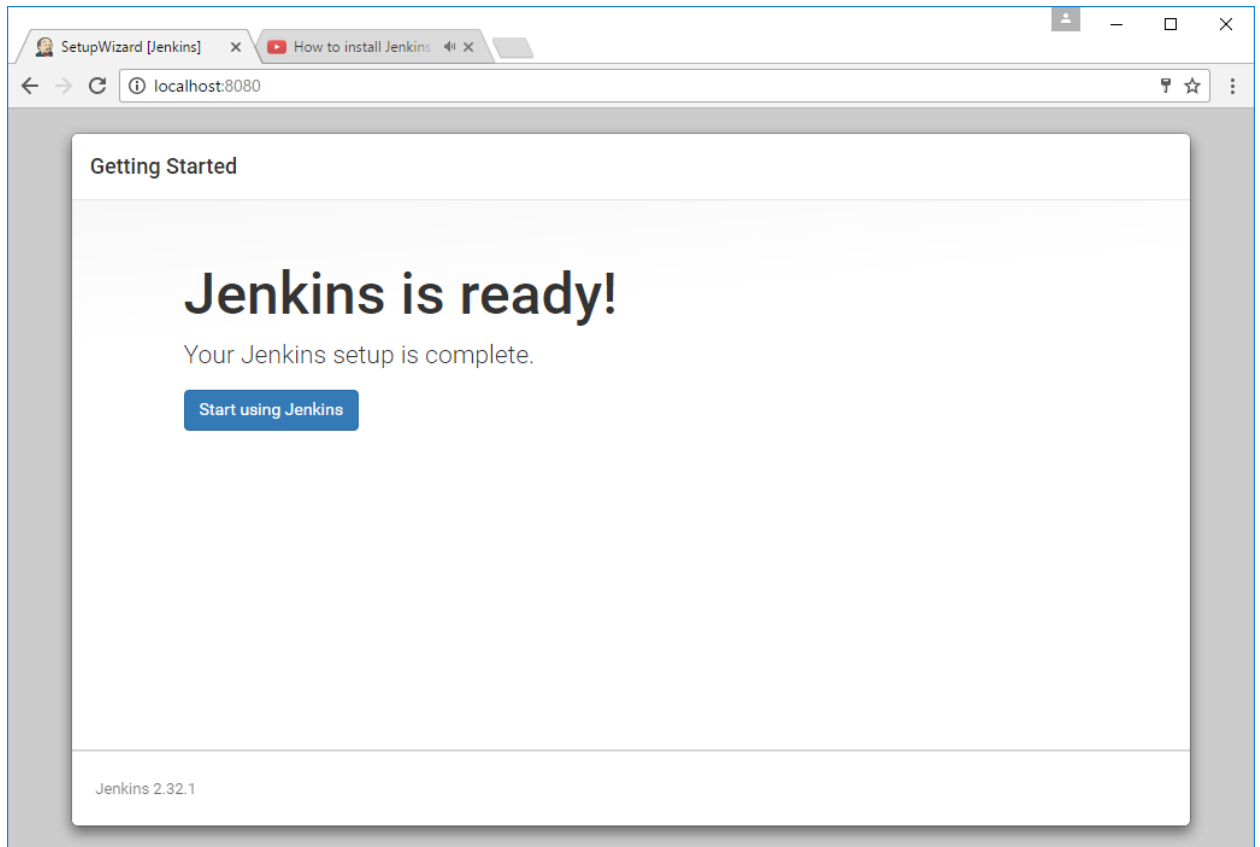 SetupWizard [Jenkins]
How to install Jenkins
localhost:8080
Getting Started
Jenkins is ready!
Your Jenkins setup is complete.
Start using Jenkins
Jenkins 2.32.1